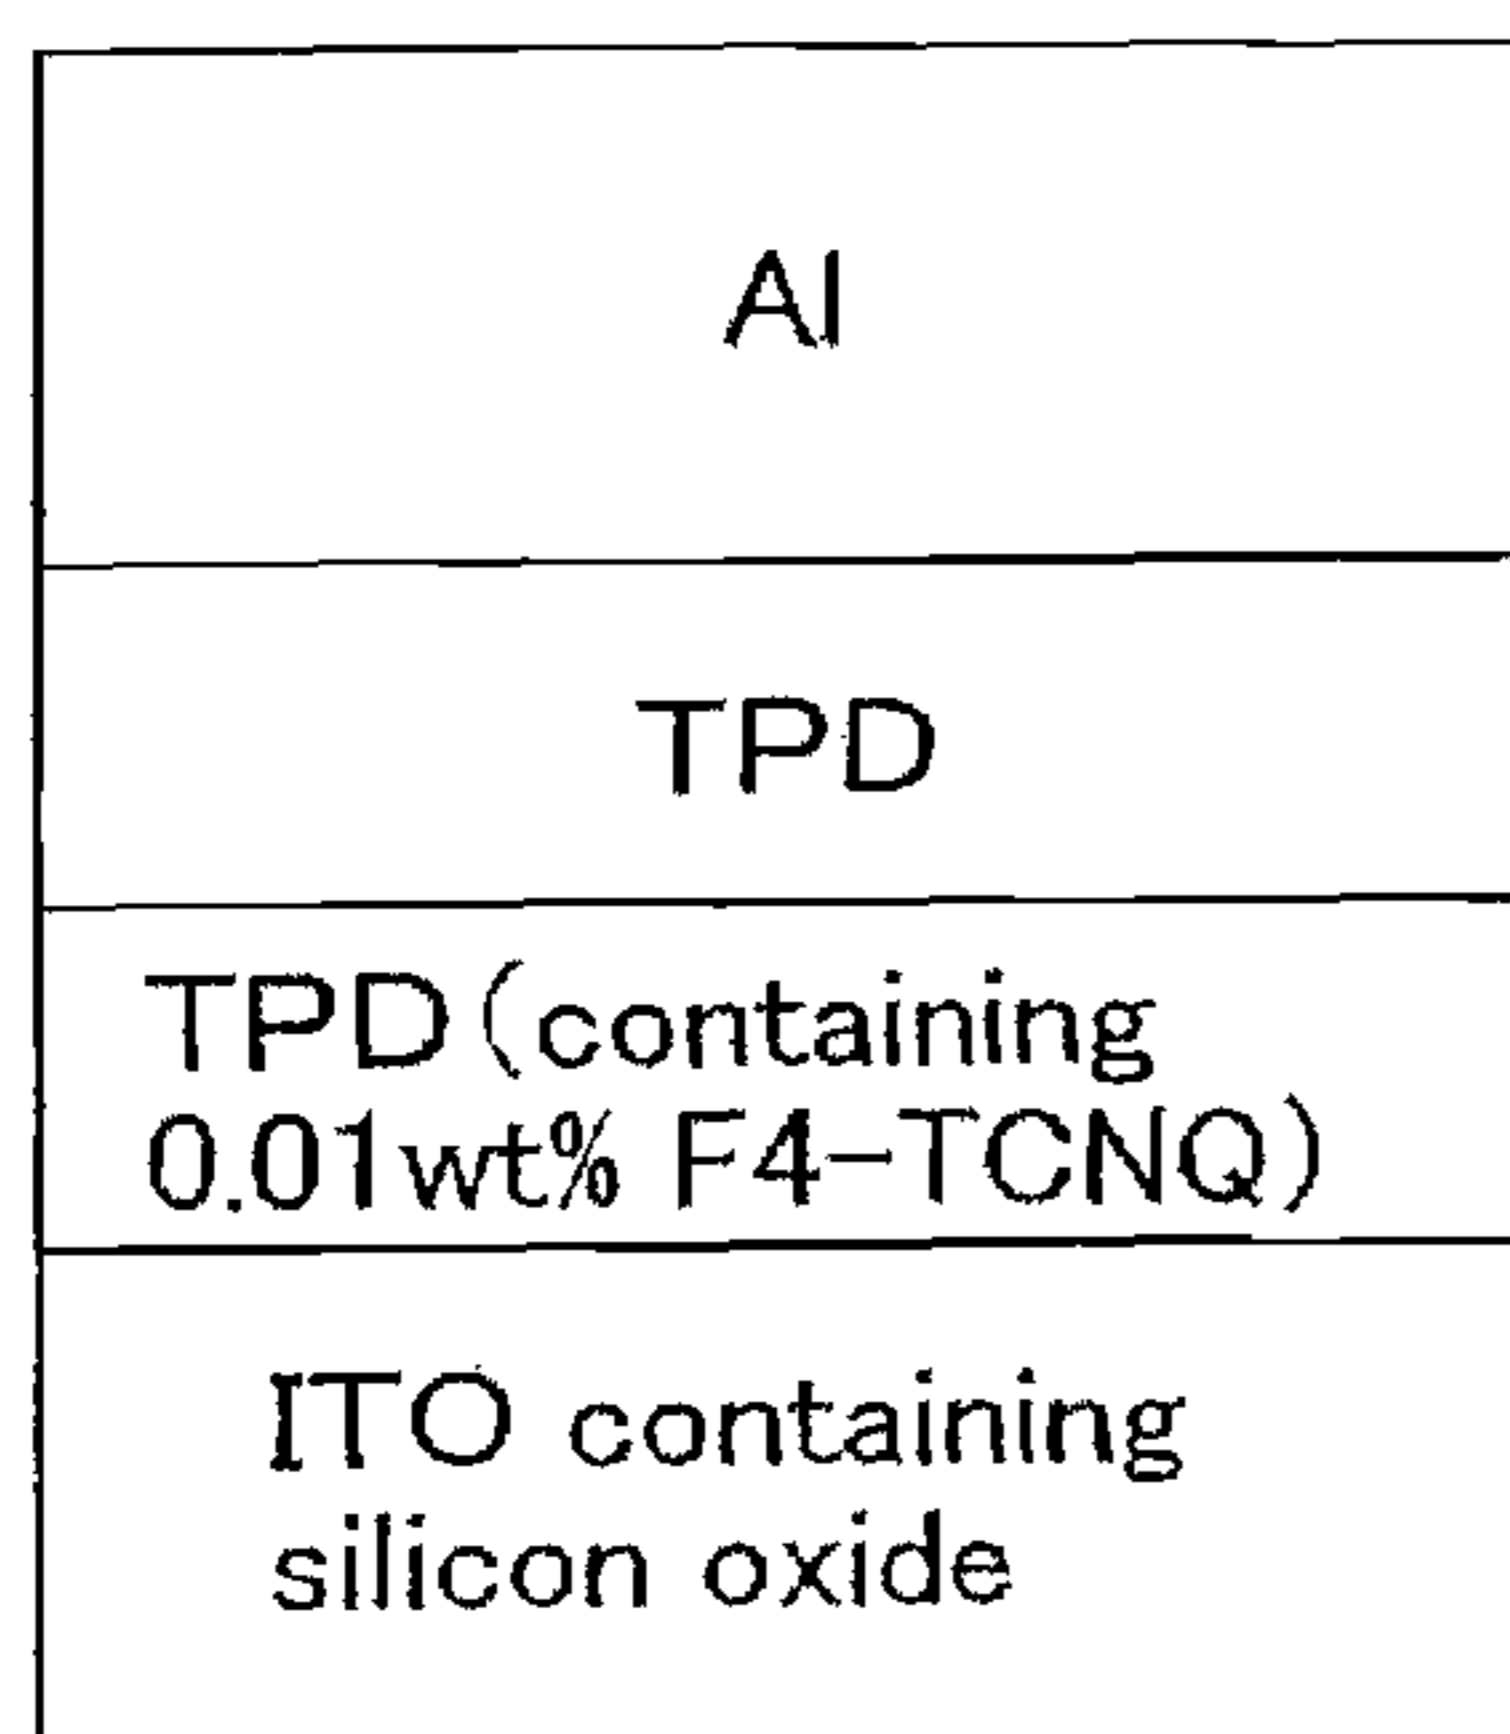 Al
TPD
TPD(containing
0.01wt% F4-TCNQ)
ITO containing
silicon oxide